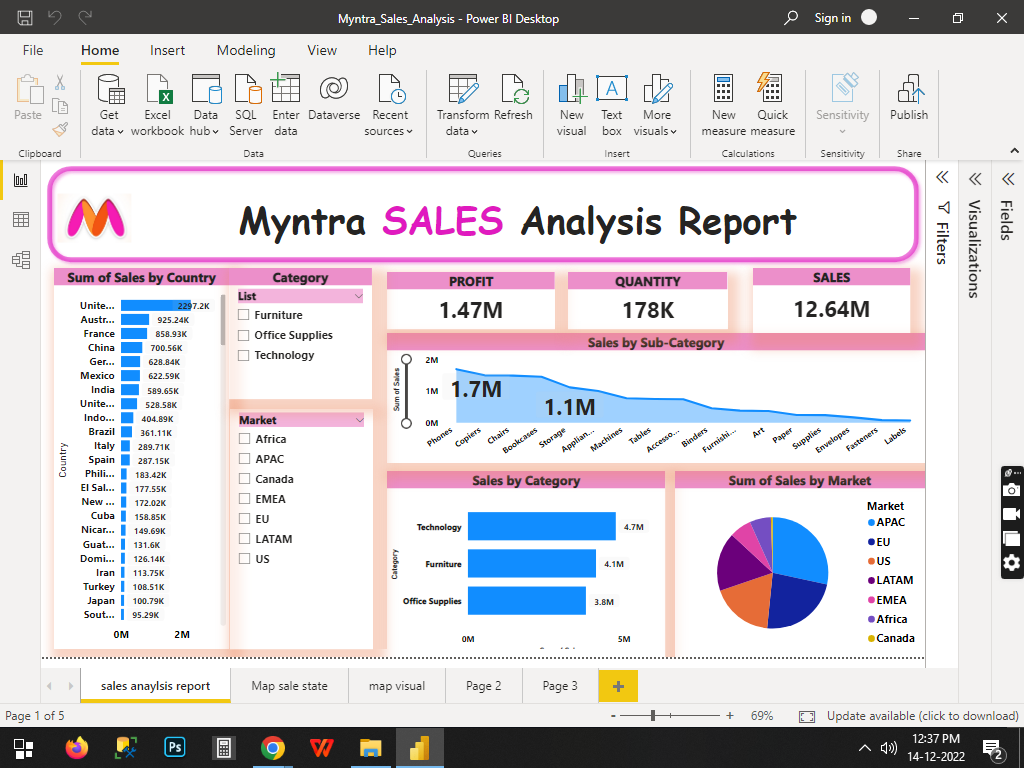 Myntra_Sales_Analysis - Power BI Desktop
Sign in
File Home Insert Modeling View Help
Paste
Get data
Excel workbook
Data hub
SQL Server
Enter data
Dataverse
Recent sources
Transform data
Refresh
New visual
Text box
More visuals
New measure
Quick measure
Sensitivity
Publish
Clipboard
Data
Queries
Insert
Calculations
Sensitivity
Share
Myntra SALES Analysis Report
Filters
Visualizations
Fields
Sum of Sales by Country
Country
Unite... 2297.2K
Austr... 925.24K
France 858.93K
China 700.56K
Ger... 628.84K
Mexico 622.59K
India 589.65K
Unite... 528.58K
Indo... 404.89K
Brazil 361.11K
Italy 289.71K
Spain 287.15K
Phili... 183.42K
El Sal... 177.55K
New ... 172.02K
Cuba 158.85K
Nicar... 149.69K
Guat... 131.6K
Domi... 126.14K
Iran 113.75K
Turkey 108.51K
Japan 100.79K
Sout... 95.29K
0M 2M
Category
List
Furniture
Office Supplies
Technology
Market
Africa
APAC
Canada
EMEA
EU
LATAM
US
PROFIT
1.47M
QUANTITY
178K
SALES
12.64M
Sales by Sub-Category
Sum of Sales
2M
1M
0M
1.7M
1.1M
Phones
Copiers
Chairs
Bookcases
Storage
Applian...
Machines
Tables
Accesso...
Binders
Furnishi...
Art
Paper
Supplies
Envelopes
Fasteners
Labels
Sales by Category
Category
Technology 4.7M
Furniture 4.1M
Office Supplies 3.8M
0M 5M
Sum of Sales by Market
Market
APAC
EU
US
LATAM
EMEA
Africa
Canada
sales anaylsis report
Map sale state
map visual
Page 2
Page 3
+
Page 1 of 5
- + 69%
Update available (click to download)
Ps
12:37 PM
14-12-2022
2